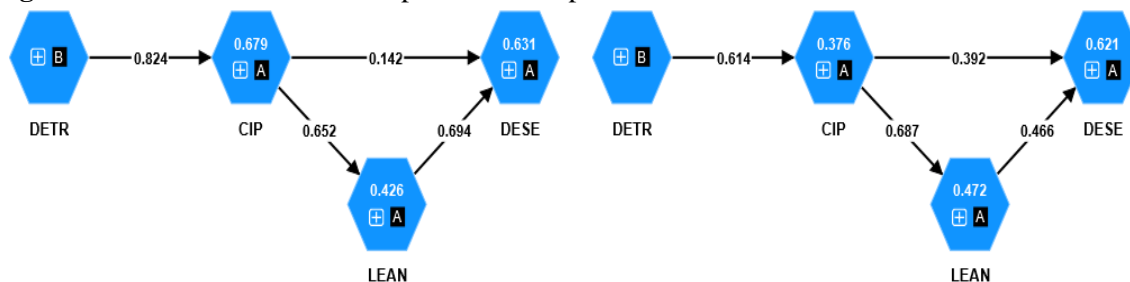 0.679 0.631 0.376 0.621
B 0.824 A 0.142 A B 0.614 A 0.392 A
DETR CIP DESE DETR CIP DESE
0.652 0.694 0.687 0.466
0.426 0.472
A A
LEAN LEAN